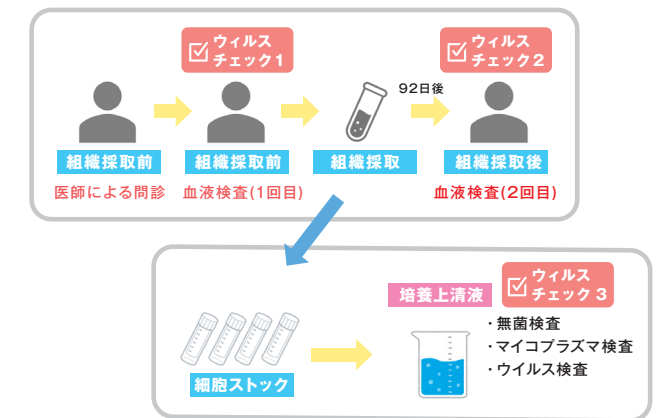 ウィルス
チェック1
ウィルス
チェック2
92日後
組織採取前
組織採取前
組織採取
組織採取後
医師による問診
血液検査(1回目)
血液検査(2回目)
ウィルス
チェック3
培養上清液
・無菌検査
・マイコプラズマ検査
・ウイルス検査
細胞ストック